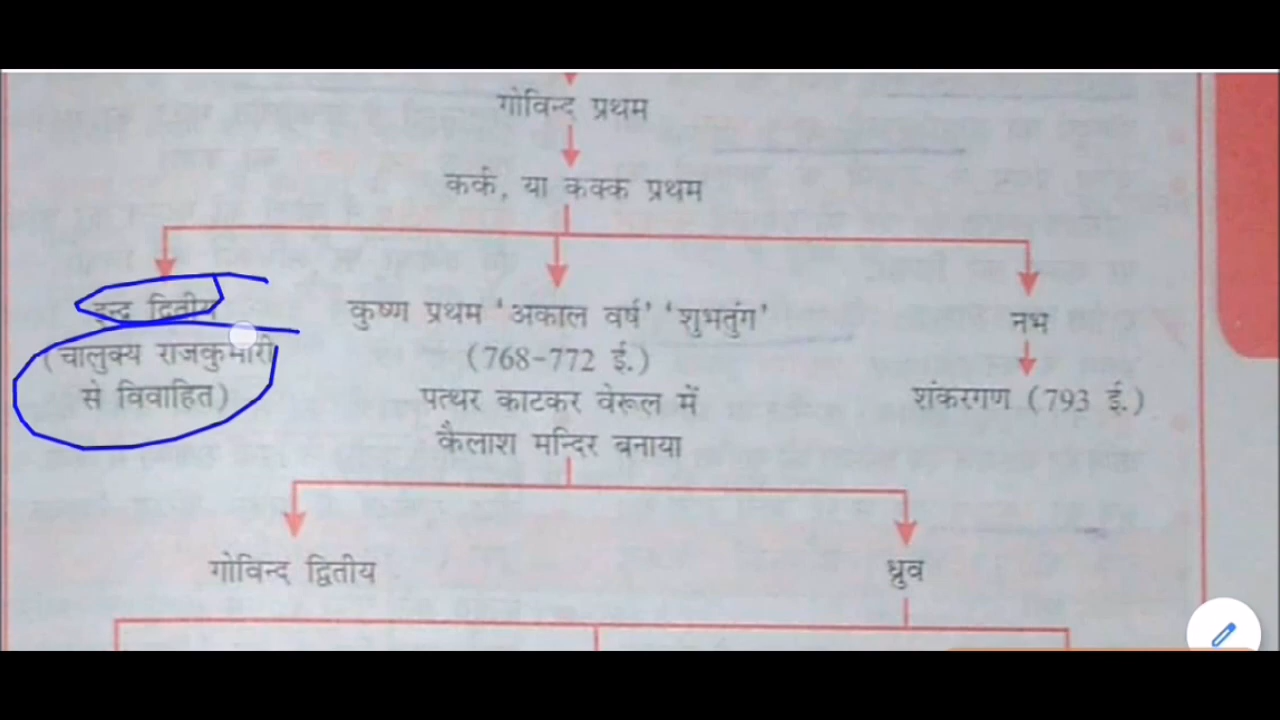 गोविन्द प्रथम
कर्क, या कक्क प्रथम
इन्द्र द्वितीय
कृष्ण प्रथम 'अकाल वर्ष' 'शुभतुंग'
नभ
(चालुक्य राजकुमारी
से विवाहित)
(768-772 ई.)
पत्थर काटकर वेरूल में
कैलाश मन्दिर बनाया
शंकरगण (793 ई.)
गोविन्द द्वितीय
ध्रुव